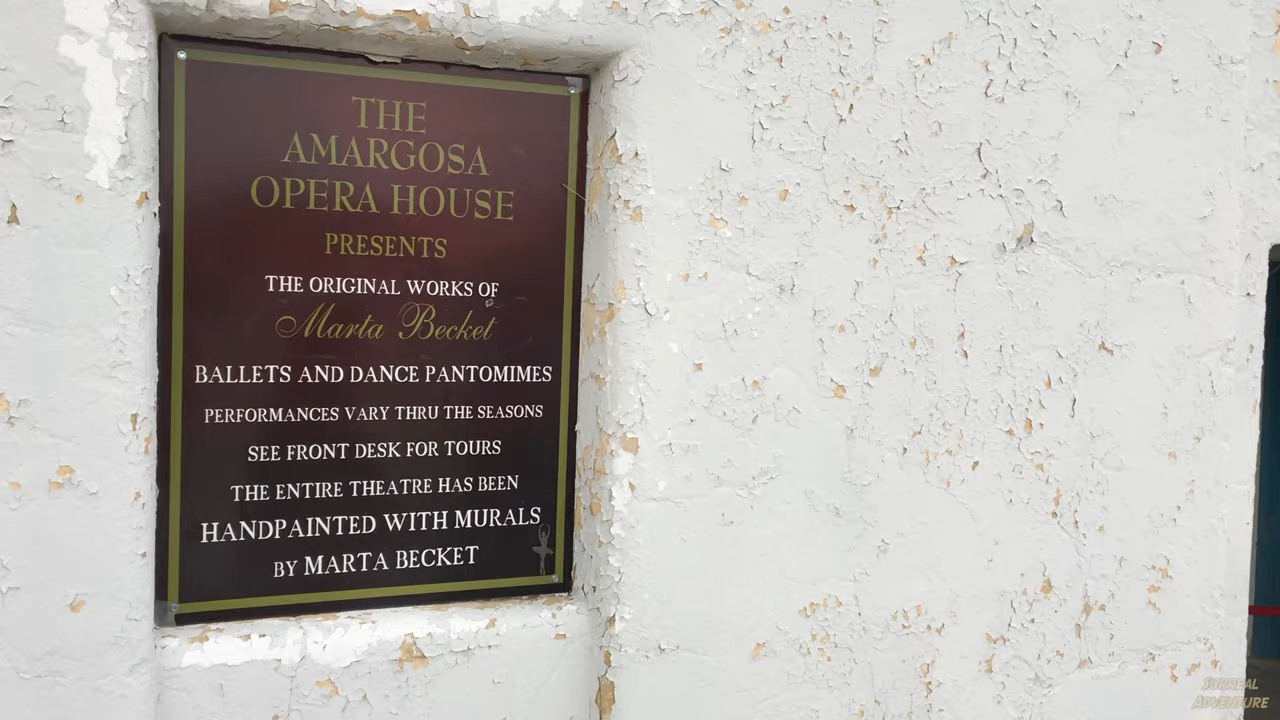 THE
AMARGOSA
OPERA HOUSE
PRESENTS
THE ORIGINAL WORKS OF
Marta Becket
BALLETS AND DANCE PANTOMIMES
PERFORMANCES VARY THRU THE SEASONS
SEE FRONT DESK FOR TOURS
THE ENTIRE THEATRE HAS BEEN
HANDPAINTED WITH MURALS
BY MARTA BECKET
SURREAL
ADVENTURE